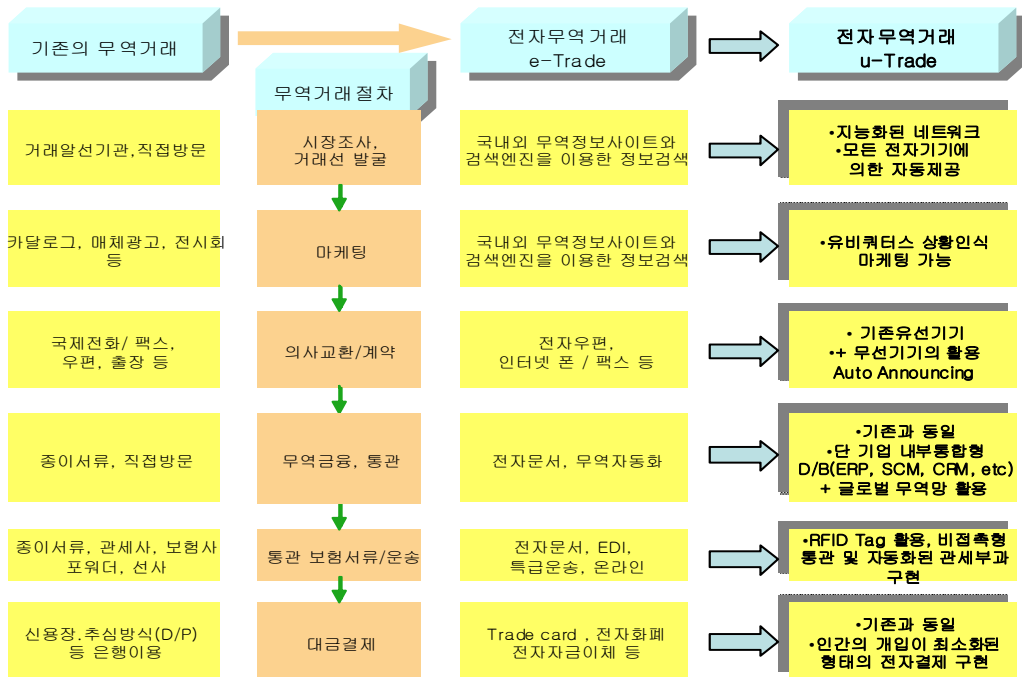 기존의 무역거래
전자무역거래
e-Trade
전자무역거래
u-Trade
무역거래절차
거래알선기관,직접방문
시장조사,
거래선 발굴
국내외 무역정보사이트와
검색엔진을 이용한 정보검색
•지능화된 네트워크
•모든 전자기기에
의한 자동제공
카달로그, 매체광고, 전시회
등
마케팅
국내외 무역정보사이트와
검색엔진을 이용한 정보검색
•유비쿼터스 상황인식
마케팅 가능
국제전화/ 팩스,
우편, 출장 등
의사교환/계약
전자우편,
인터넷 폰 / 팩스 등
• 기존유선기기
•+ 무선기기의 활용
Auto Announcing
종이서류, 직접방문
무역금융, 통관
전자문서, 무역자동화
•기존과 동일
•단 기업 내부통합형
D/B(ERP, SCM, CRM, etc)
+ 글로벌 무역망 활용
종이서류, 관세사, 보험사
포워더, 선사
통관 보험서류/운송
전자문서, EDI,
특급운송, 온라인
•RFID Tag 활용, 비접촉형
통관 및 자동화된 관세부과
구현
신용장.추심방식(D/P)
등 은행이용
대금결제
Trade card , 전자화폐
전자자금이체 등
•기존과 동일
•인간의 개입이 최소화된
형태의 전자결제 구현